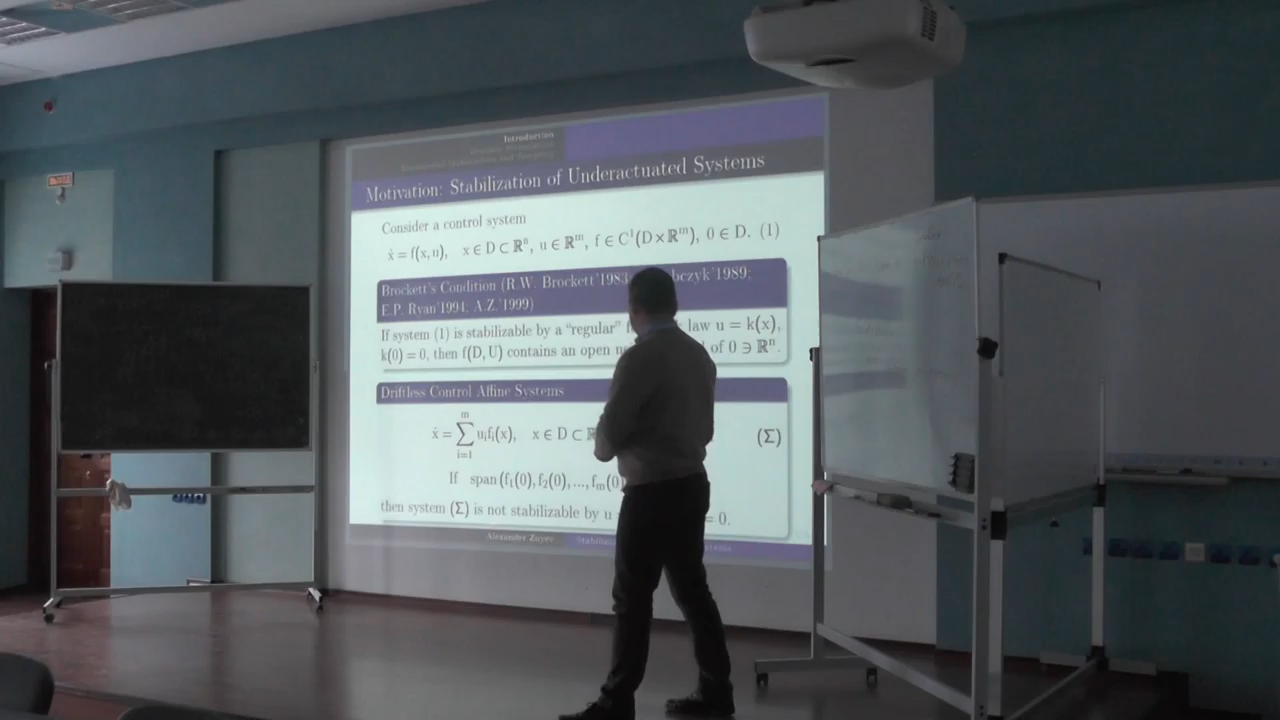 Introduction
Motivation: Stabilization of Underactuated Systems
Consider a control system
ẋ = f(x, u), x ∈ D ⊂ ℝⁿ, u ∈ ℝᵐ, f ∈ C¹(D × ℝᵐ), 0 ∈ D. (1)
Brockett's Condition (R.W. Brockett'1983 bczyk'1989;
E.P. Ryan'1994, A.Z.'1999)
If system (1) is stabilizable by a "regular" law u = k(x),
k(0) = 0, then f(D, U) contains an open of 0 ∋ ℝⁿ.
Driftless Control Affine Systems
ẋ = ∑ᵢ₌₁ᵐ uᵢfᵢ(x), x ∈ D ⊂ (Σ)
If span(f₁(0), f₂(0), ..., fₘ(0)
then system (Σ) is not stabilizable by u = 0.
Alexander Zuyev